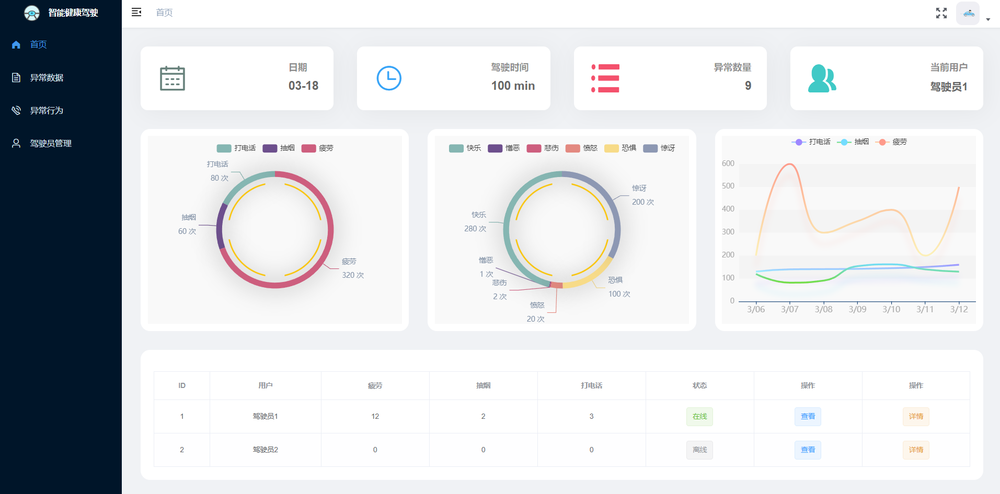 智能健康驾驶
首页
首页
异常数据
异常行为
驾驶员管理
日期
03-18
驾驶时间
100 min
异常数量
9
当前用户
驾驶员1
打电话 抽烟 疲劳
打电话
80 次
抽烟
60 次
疲劳
320 次
快乐 憎恶 悲伤 愤怒 恐惧 惊讶
惊讶
200 次
快乐
280 次
憎恶
1 次
悲伤
2 次
愤怒
20 次
恐惧
100 次
打电话 抽烟 疲劳
600
500
400
300
200
100
0
3/06 3/07 3/08 3/09 3/10 3/11 3/12
ID 用户 疲劳 抽烟 打电话 状态 操作 操作
1 驾驶员1 12 2 3 在线 查看 详情
2 驾驶员2 0 0 0 离线 查看 详情